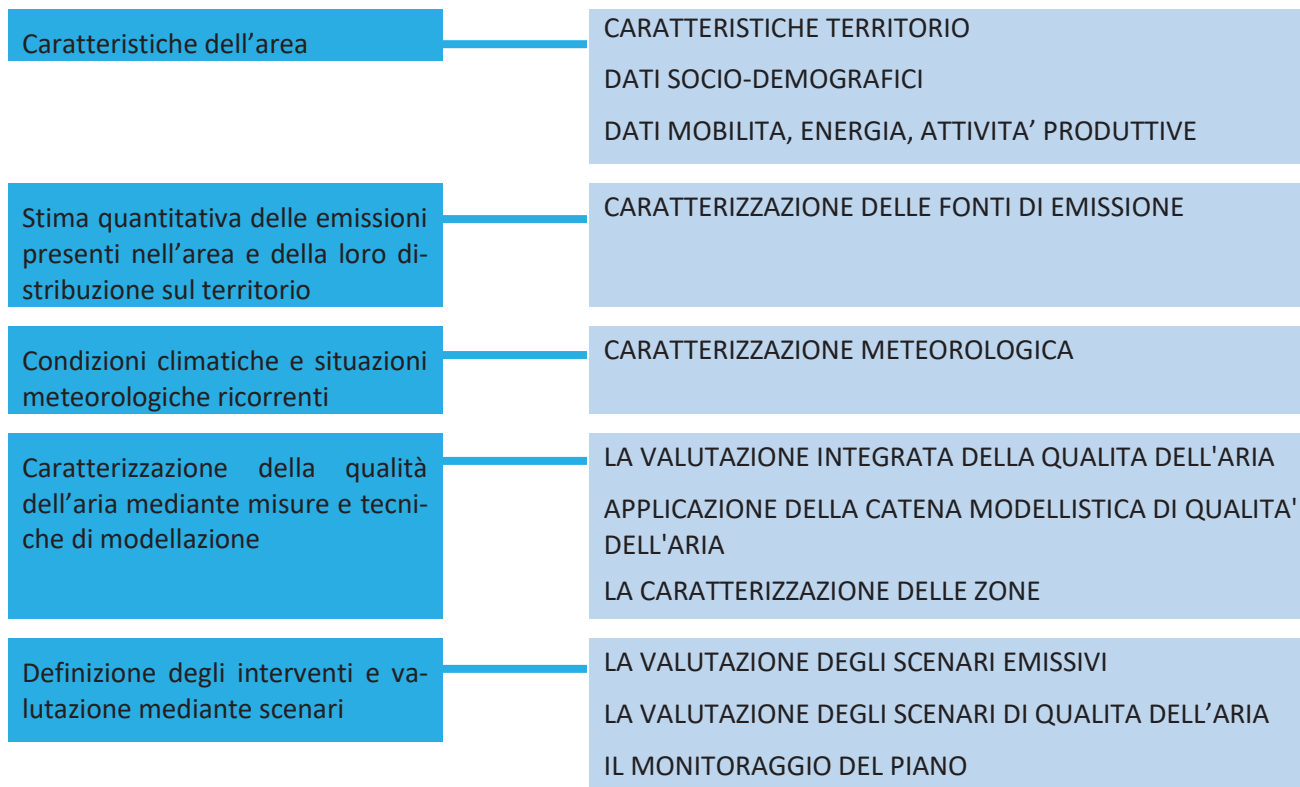 Caratteristiche dell’area
CARATTERISTICHE TERRITORIO
DATI SOCIO-DEMOGRAFICI
DATI MOBILITA, ENERGIA, ATTIVITA’ PRODUTTIVE
Stima quantitativa delle emissioni
presenti nell’area e della loro di-
stribuzione sul territorio
CARATTERIZZAZIONE DELLE FONTI DI EMISSIONE
Condizioni climatiche e situazioni
meteorologiche ricorrenti
CARATTERIZZAZIONE METEOROLOGICA
Caratterizzazione della qualità
dell’aria mediante misure e tecni-
che di modellazione
LA VALUTAZIONE INTEGRATA DELLA QUALITA DELL'ARIA
APPLICAZIONE DELLA CATENA MODELLISTICA DI QUALITA'
DELL'ARIA
LA CARATTERIZZAZIONE DELLE ZONE
Definizione degli interventi e va-
lutazione mediante scenari
LA VALUTAZIONE DEGLI SCENARI EMISSIVI
LA VALUTAZIONE DEGLI SCENARI DI QUALITA DELL’ARIA
IL MONITORAGGIO DEL PIANO